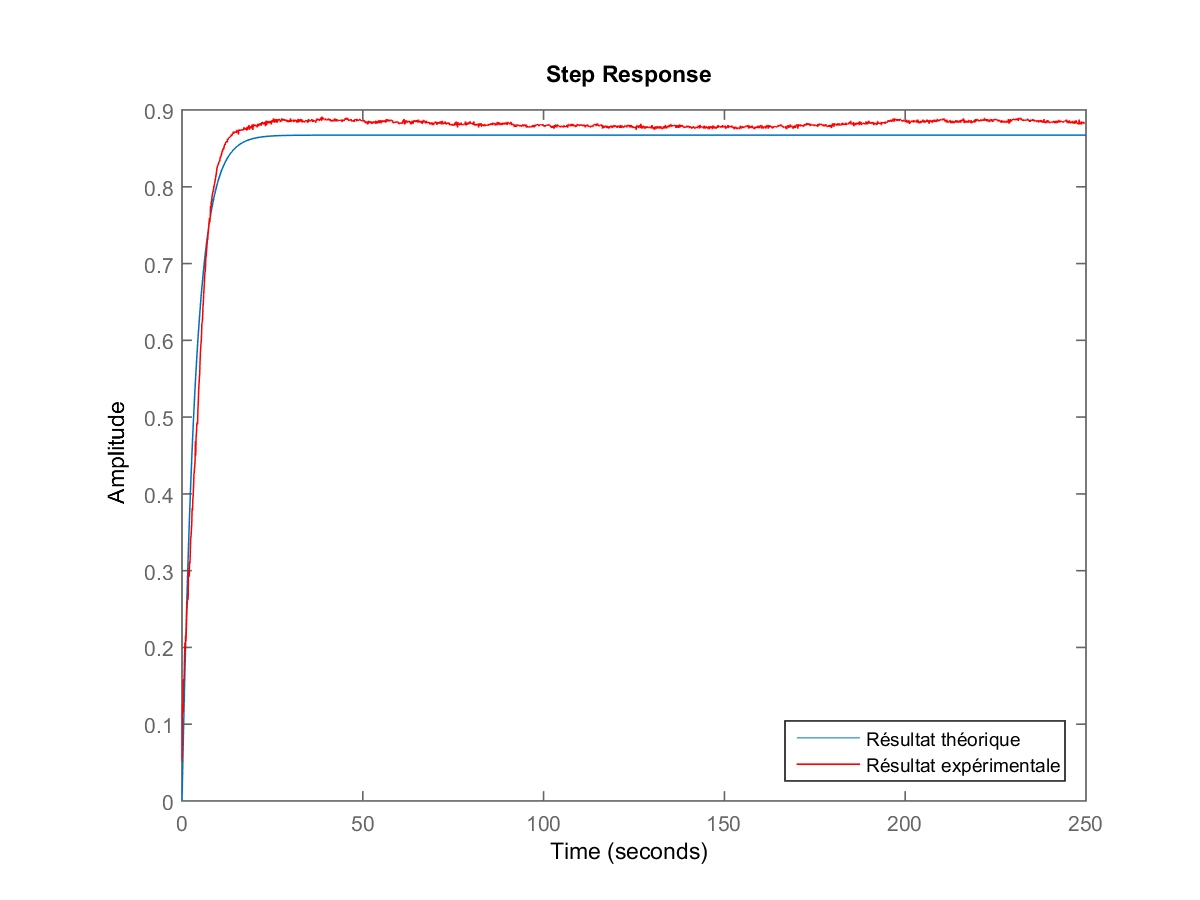 Step Response
0.9
0.8
0.7
0.6
0.5
0.4
0.3
0.2
0.1
0
Amplitude
Résultat théorique
Résultat expérimentale
0 50 100 150 200 250
Time (seconds)